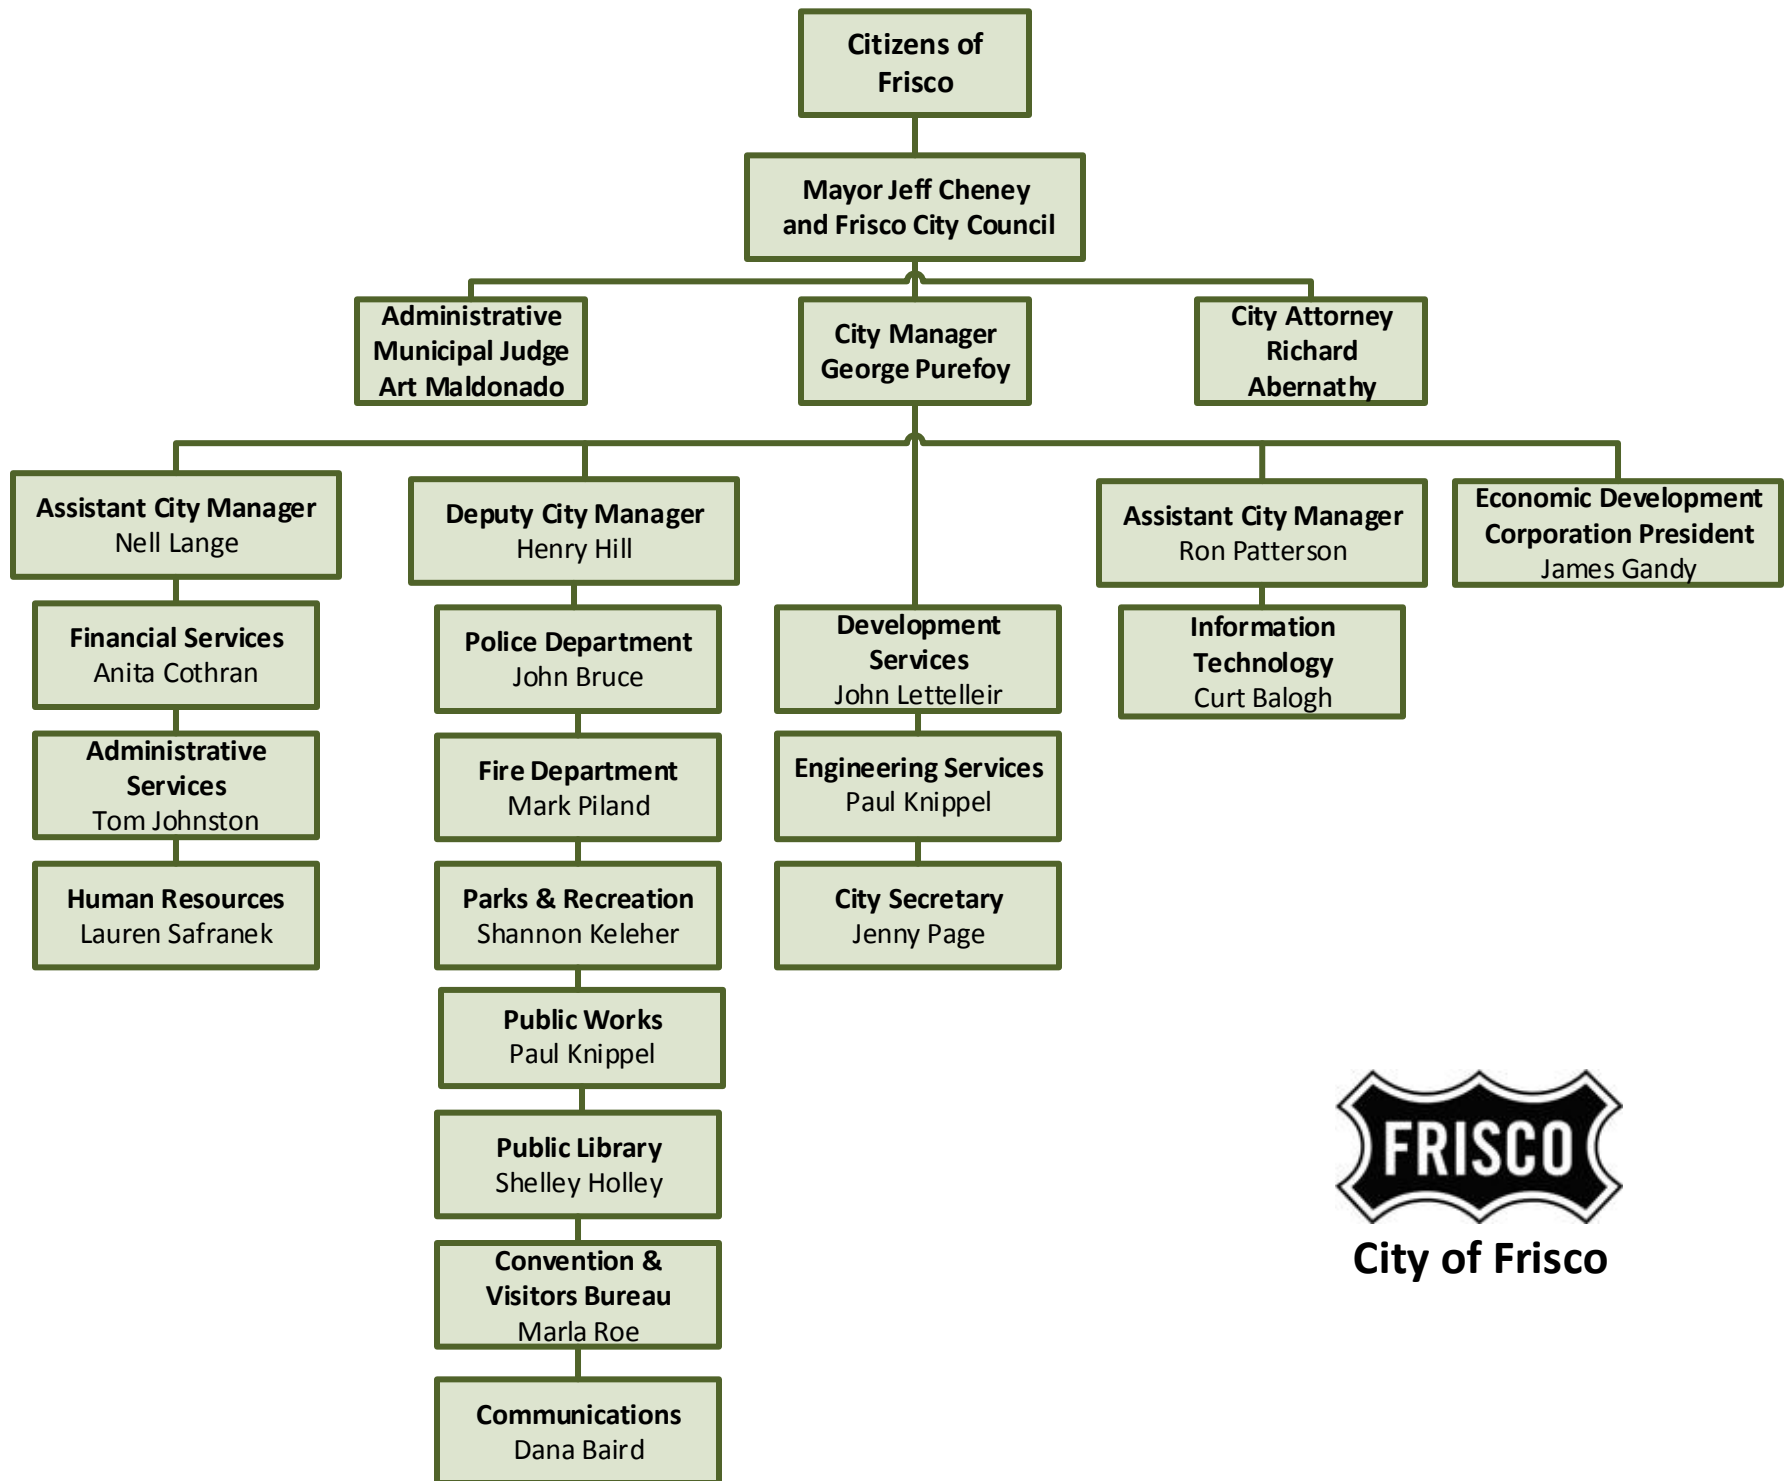 Citizens of
Frisco
Mayor Jeff Cheney
and Frisco City Council
Administrative
Municipal Judge
Art Maldonado
City Manager
George Purefoy
City Attorney
Richard
Abernathy
Assistant City Manager
Nell Lange
Deputy City Manager
Henry Hill
Assistant City Manager
Ron Patterson
Economic Development
Corporation President
James Gandy
Financial Services
Anita Cothran
Administrative
Services
Tom Johnston
Human Resources
Lauren Safranek
Police Department
John Bruce
Fire Department
Mark Piland
Parks & Recreation
Shannon Keleher
Public Works
Paul Knippel
Public Library
Shelley Holley
Convention &
Visitors Bureau
Marla Roe
Communications
Dana Baird
Development
Services
John Lettelleir
Engineering Services
Paul Knippel
City Secretary
Jenny Page
Information
Technology
Curt Balogh
FRISCO
City of Frisco